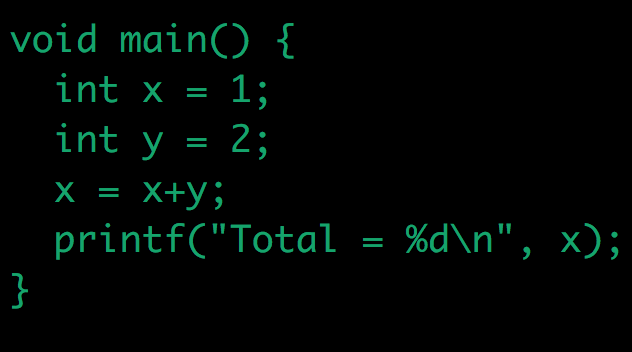 void main() {
  int x = 1;
  int y = 2;
  x = x+y;
  printf("Total = %d\n", x);
}